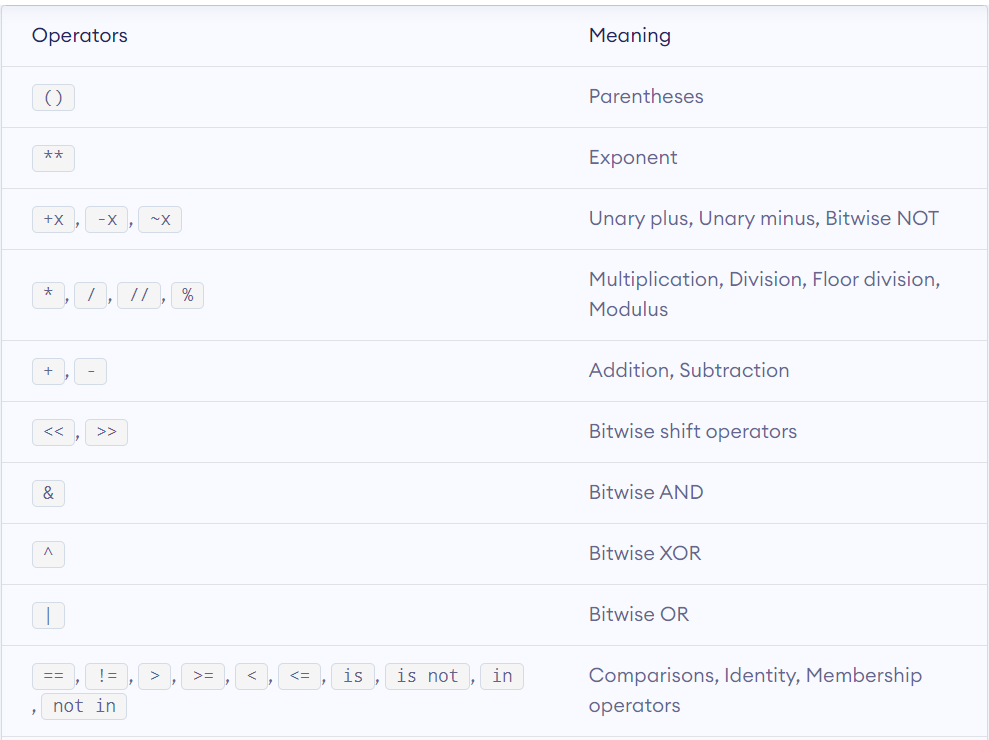 Operators Meaning
() Parentheses
** Exponent
+x, -x, ~x Unary plus, Unary minus, Bitwise NOT
*, /, //, % Multiplication, Division, Floor division,
Modulus
+, - Addition, Subtraction
<<, >> Bitwise shift operators
& Bitwise AND
^ Bitwise XOR
| Bitwise OR
==, !=, >, >=, <, <=, is, is not, in Comparisons, Identity, Membership
, not in operators